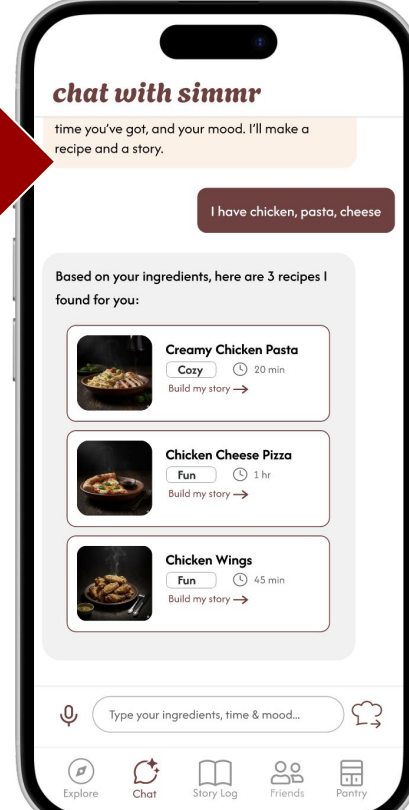 chat with simmr
time you've got, and your mood. I'll make a
recipe and a story.
I have chicken, pasta, cheese
Based on your ingredients, here are 3 recipes I
found for you:
Creamy Chicken Pasta
Cozy 20 min
Build my story
Chicken Cheese Pizza
Fun 1 hr
Build my story
Chicken Wings
Fun 45 min
Build my story
Type your ingredients, time & mood...
Explore Chat Story Log Friends Pantry